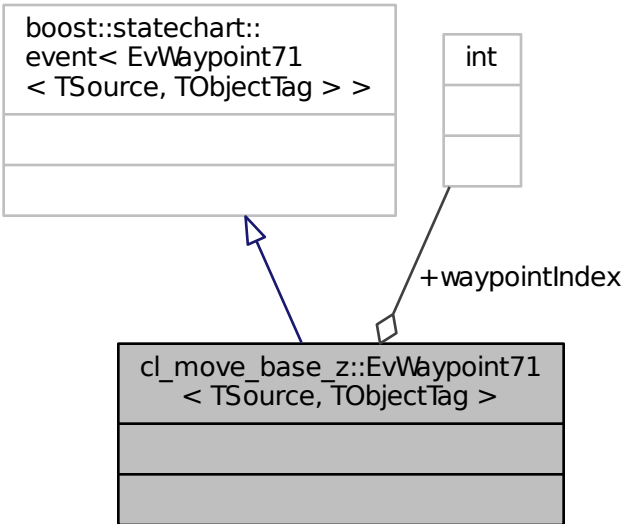 boost::statechart::
event< EvWaypoint71
< TSource, TObjectTag > >
int
+waypointIndex
cl_move_base_z::EvWaypoint71
< TSource, TObjectTag >